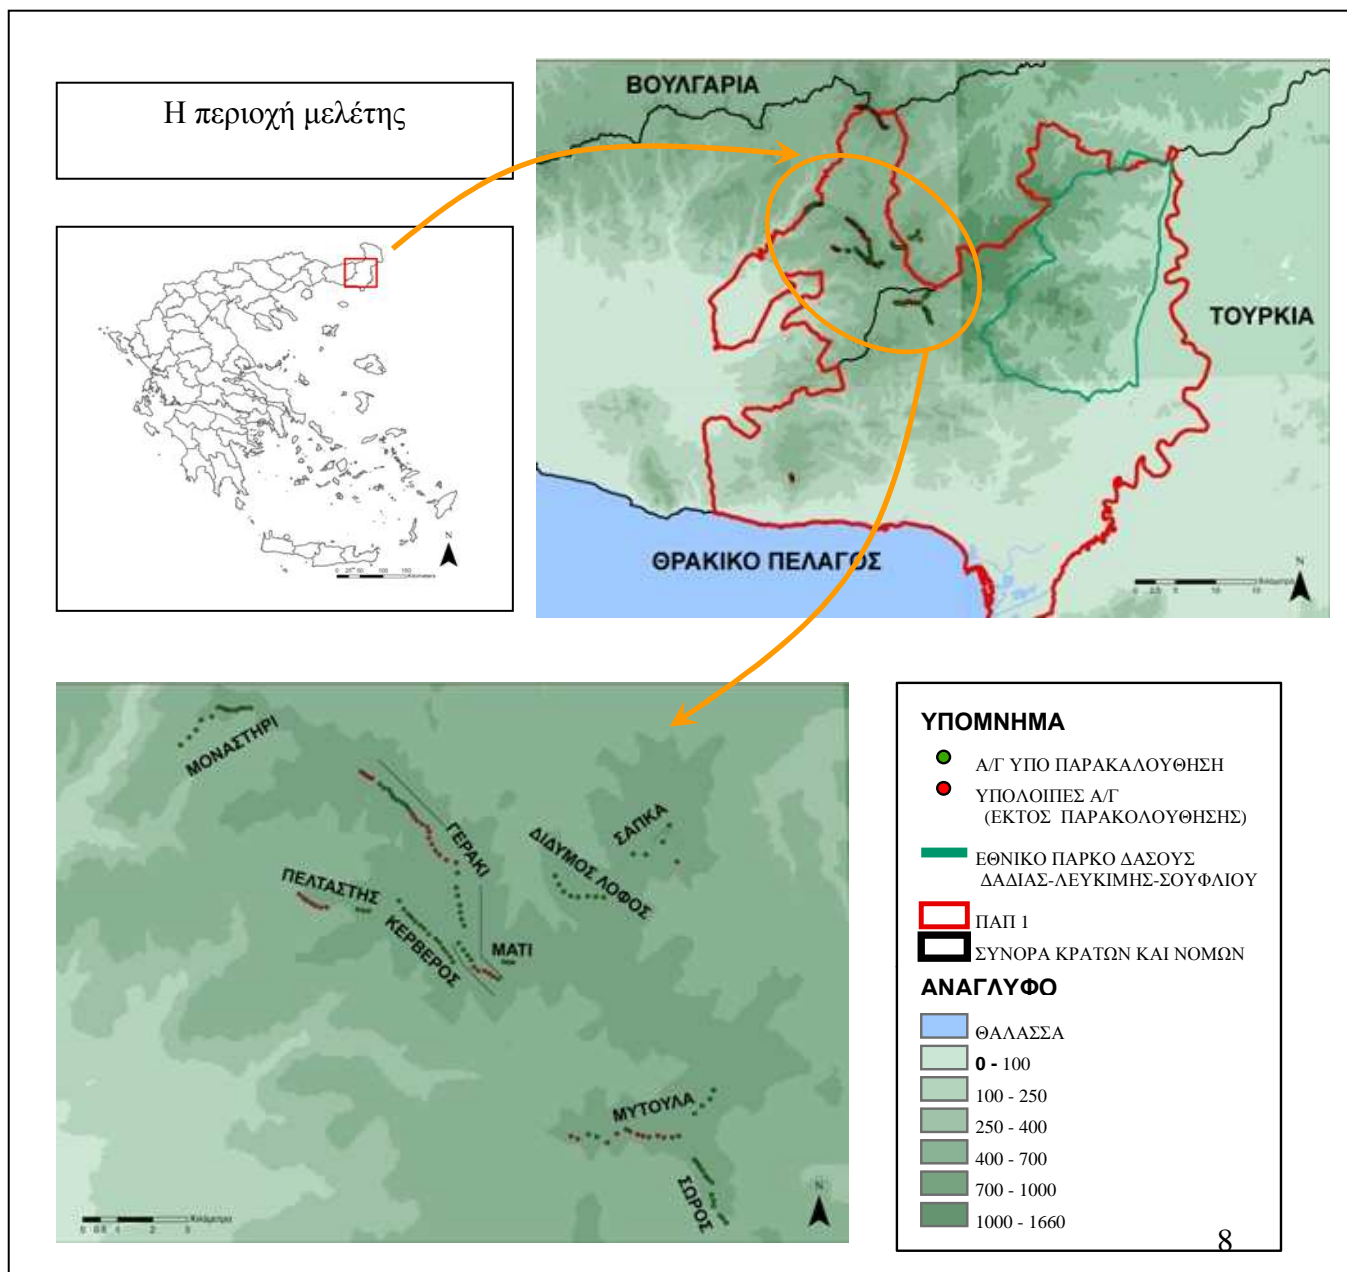 Η περιοχή μελέτης
ΒΟΥΛΓΑΡΙΑ
ΤΟΥΡΚΙΑ
ΘΡΑΚΙΚΟ ΠΕΛΑΓΟΣ
N
N
ΜΟΝΑΣΤΗΡΙ
ΓΕΡΑΚΙ
ΣΑΠΚΑ
ΔΙΔΥΜΟΣ ΛΟΦΟΣ
ΠΕΛΤΑΣΤΗΣ
ΚΕΡΒΕΡΟΣ
ΜΑΤΙ
ΜΥΤΟΥΛΑ
ΣΩΡΟΣ
Χιλιόμετρα
N
ΥΠΟΜΝΗΜΑ
Α/Γ ΥΠΟ ΠΑΡΑΚΑΛΟΥΘΗΣΗ
ΥΠΟΛΟΙΠΕΣ Α/Γ
(ΕΚΤΟΣ ΠΑΡΑΚΟΛΟΥΘΗΣΗΣ)
ΕΘΝΙΚΟ ΠΑΡΚΟ ΔΑΣΟΥΣ
ΔΑΔΙΑΣ-ΛΕΥΚΙΜΗΣ-ΣΟΥΦΛΙΟΥ
ΠΑΠ 1
ΣΥΝΟΡΑ ΚΡΑΤΩΝ ΚΑΙ ΝΟΜΩΝ
ΑΝΑΓΛΥΦΟ
ΘΑΛΑΣΣΑ
0 - 100
100 - 250
250 - 400
400 - 700
700 - 1000
1000 - 1660
8